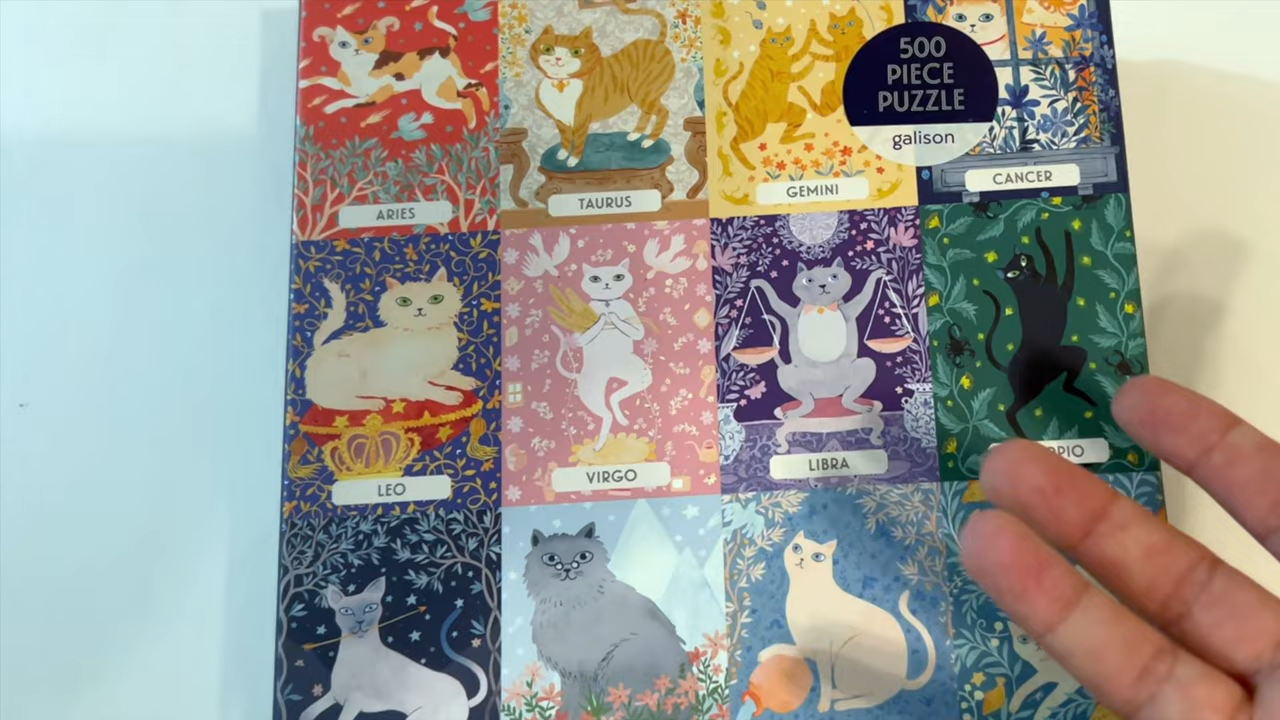 500
PIECE
PUZZLE
galison
ARIES
TAURUS
GEMINI
CANCER
LEO
VIRGO
LIBRA